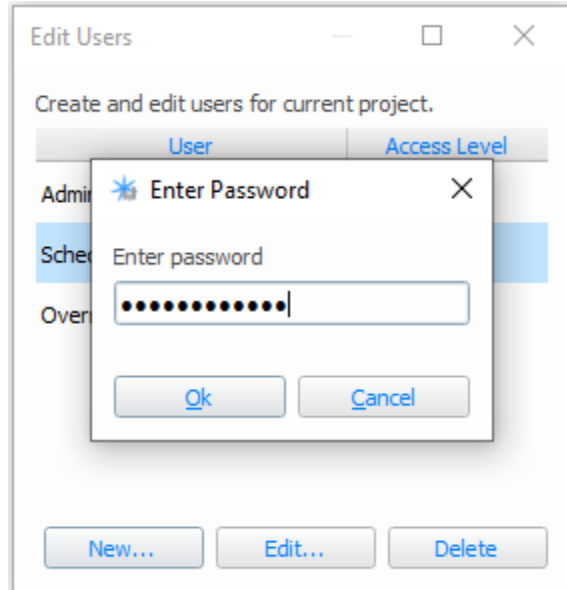 Edit Users
Create and edit users for current project.
User Access Level
Enter Password
Enter password
••••••••••••
Ok Cancel
New... Edit... Delete